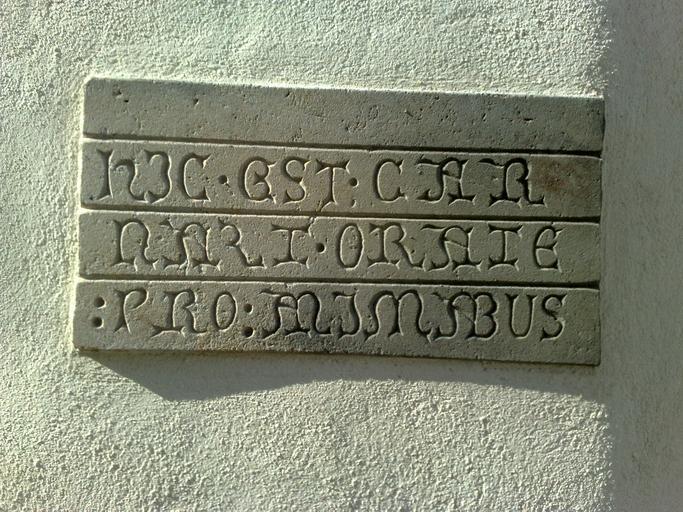 HIC · EST : CAR
NARI · ORATE
: PRO : ANIMABUS